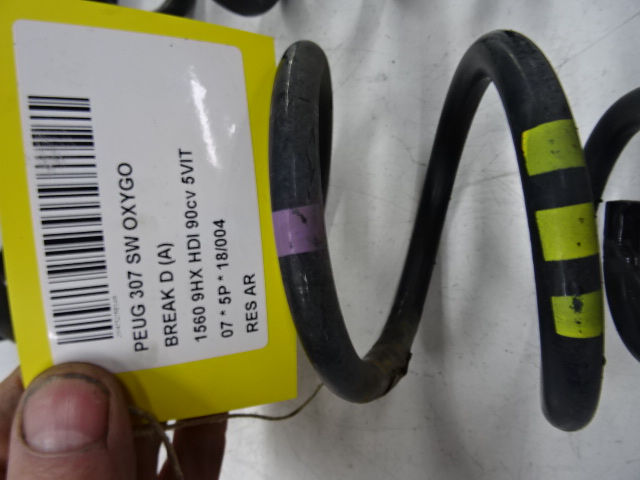 PEUG 307 SW OXYGO
BREAK D (A)
1560 9HX HDI 90cv 5VIT
07 * 5P * 18/004
RES AR